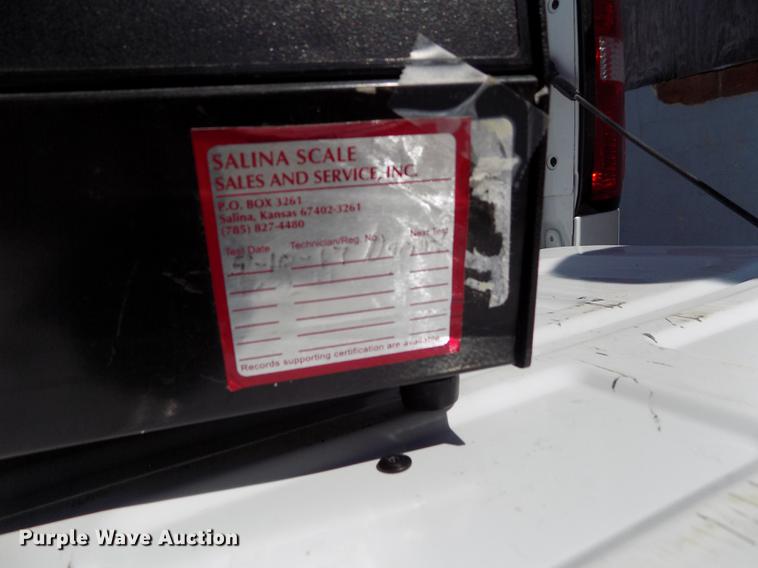 SALINA SCALE
SALES AND SERVICE, INC.
P.O. BOX 3261
Salina, Kansas 67402-3261
(785) 827-4480
Test Date Technician/Reg. No. Next Test
Records supporting certification are available
Purple Wave Auction